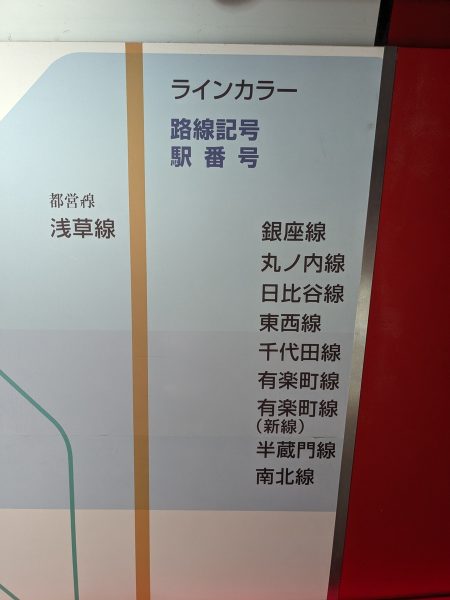 ラインカラー
路線記号
駅番号
都営線
浅草線
銀座線
丸ノ内線
日比谷線
東西線
千代田線
有楽町線
有楽町線
(新線)
半蔵門線
南北線